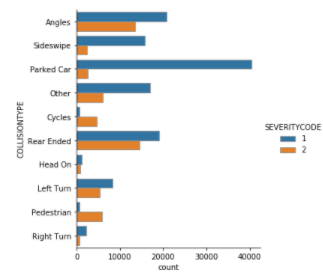 Angles
Sideswipe
Parked Car
Other
Cycles
Rear Ended
Head On
Left Turn
Pedestrian
Right Turn
COLLISIONTYPE
0 10000 20000 30000 40000
count
SEVERITYCODE
1
2